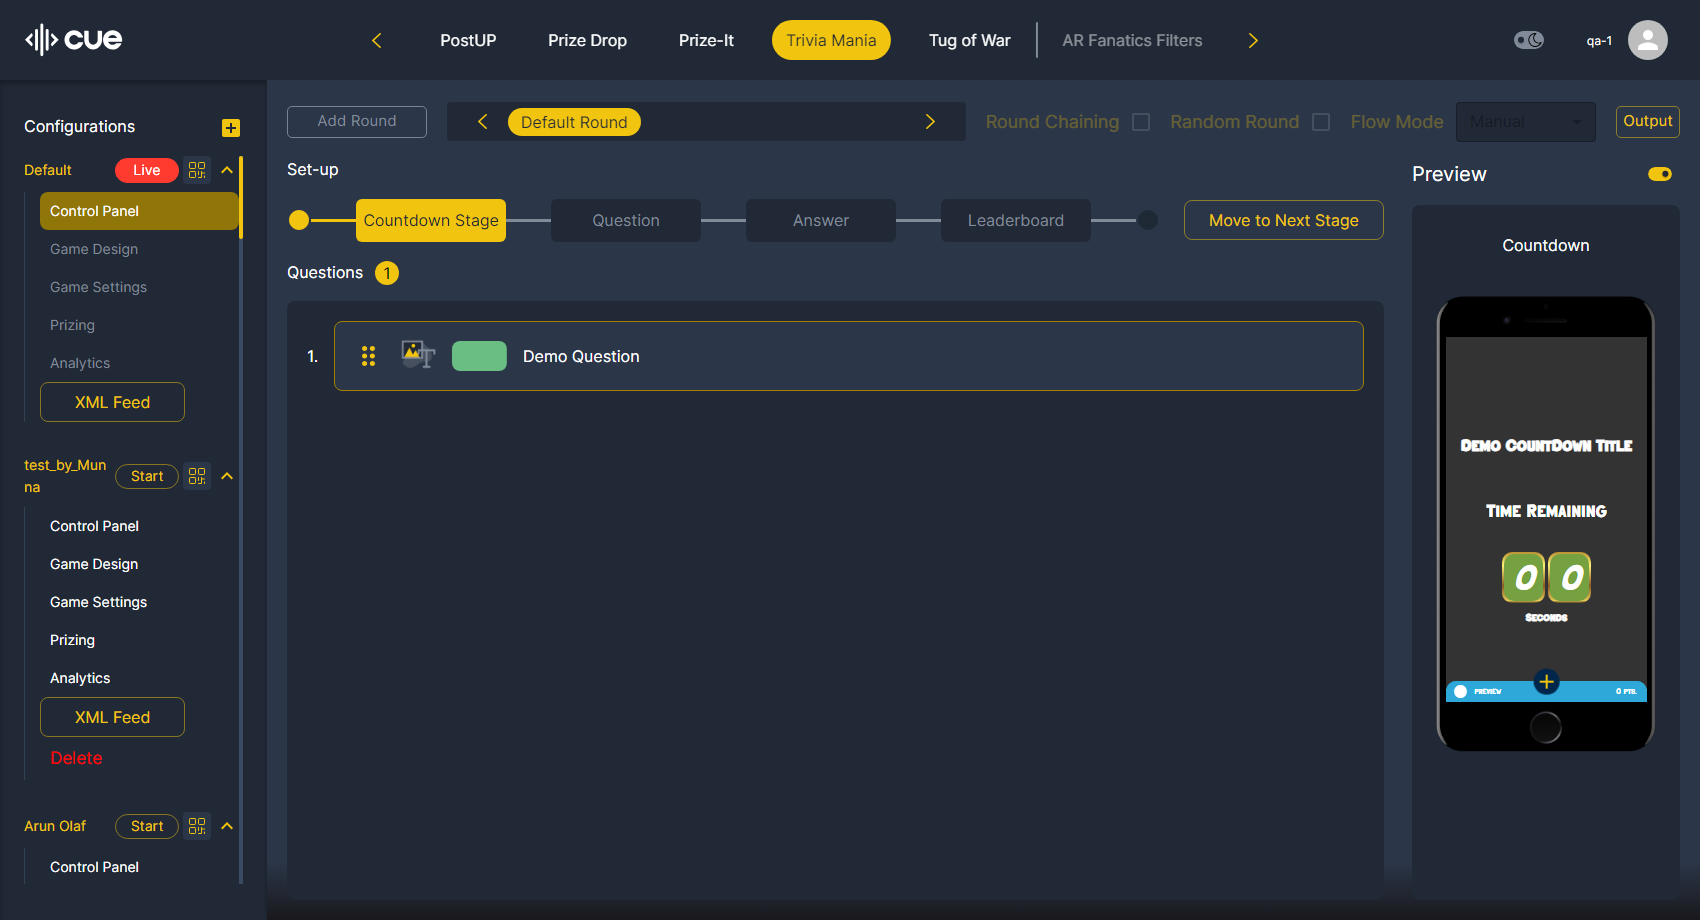 cue
PostUP
Prize Drop
Prize-It
Trivia Mania
Tug of War
AR Fanatics Filters
qa-1
Configurations
Default
Live
Control Panel
Game Design
Game Settings
Prizing
Analytics
XML Feed
test_by_Mun
na
Start
Control Panel
Game Design
Game Settings
Prizing
Analytics
XML Feed
Delete
Arun Olaf
Start
Control Panel
Add Round
Default Round
Round Chaining
Random Round
Flow Mode
Manual
Output
Set-up
Countdown Stage
Question
Answer
Leaderboard
Move to Next Stage
Questions
1
1.
Demo Question
Preview
Countdown
Demo CountDown Title
Time Remaining
0 0
Seconds
PREVIEW
0 PTS.